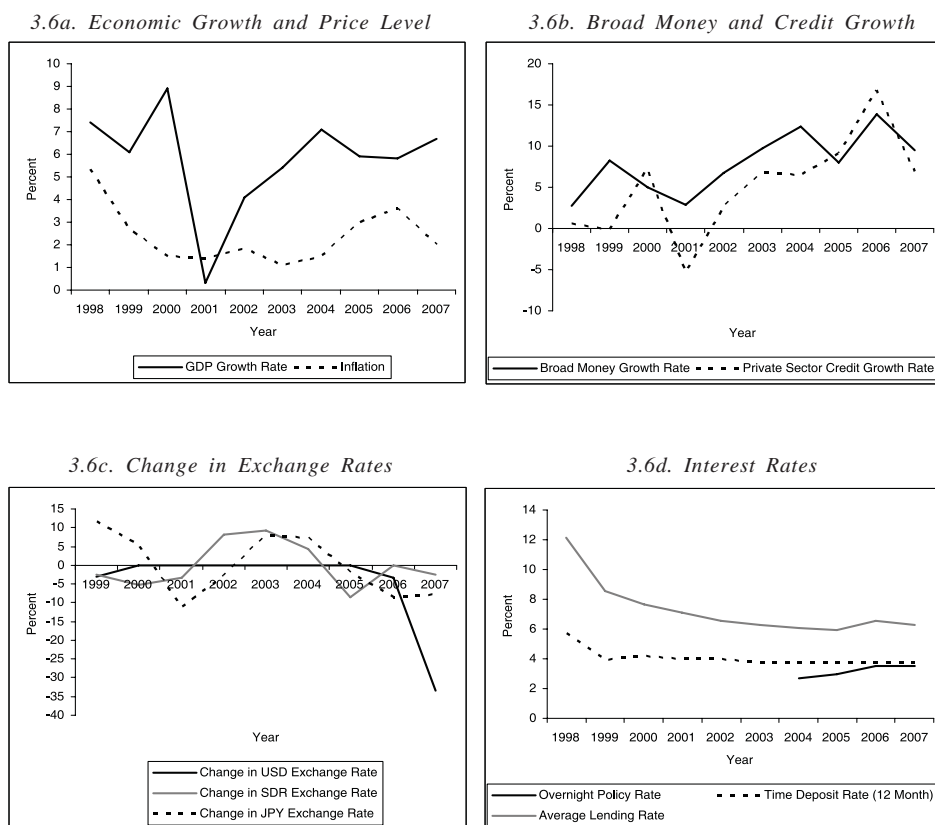 3.6a. Economic Growth and Price Level
10
9
8
7
6
5
4
3
2
1
0
Percent
1998 1999 2000 2001 2002 2003 2004 2005 2006 2007
Year
GDP Growth Rate Inflation
3.6b. Broad Money and Credit Growth
20
15
10
5
0
-5
-10
Percent
1998 1999 2000 2001 2002 2003 2004 2005 2006 2007
Year
Broad Money Growth Rate Private Sector Credit Growth Rate
3.6c. Change in Exchange Rates
15
10
5
0
-5
-10
-15
-20
-25
-30
-35
-40
Percent
1999 2000 2001 2002 2003 2004 2005 2006 2007
Year
Change in USD Exchange Rate
Change in SDR Exchange Rate
Change in JPY Exchange Rate
3.6d. Interest Rates
14
12
10
8
6
4
2
0
Percent
1998 1999 2000 2001 2002 2003 2004 2005 2006 2007
Year
Overnight Policy Rate Time Deposit Rate (12 Month)
Average Lending Rate